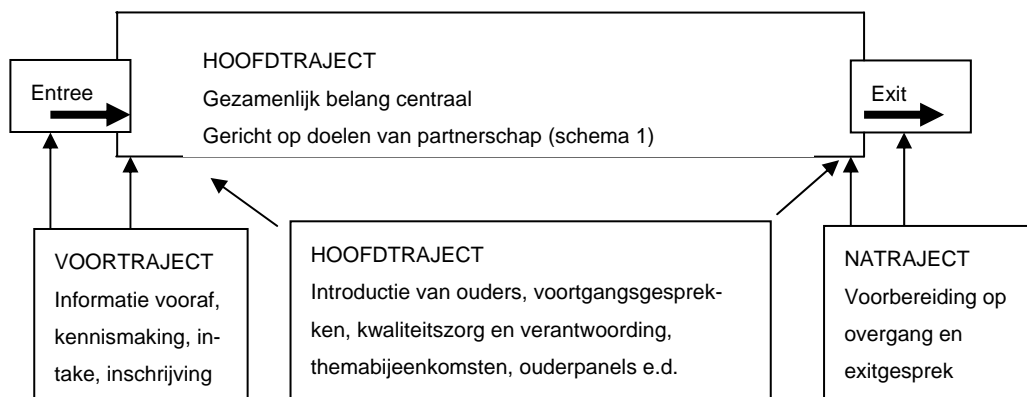 HOOFDTRAJECT
Gezamenlijk belang centraal
Gericht op doelen van partnerschap (schema 1)
Entree
Exit
VOORTRAJECT
Informatie vooraf,
kennismaking, in-
take, inschrijving
HOOFDTRAJECT
Introductie van ouders, voortgangsgesprek-
ken, kwaliteitszorg en verantwoording,
themabijeenkomsten, ouderpanels e.d.
NATRAJECT
Voorbereiding op
overgang en
exitgesprek